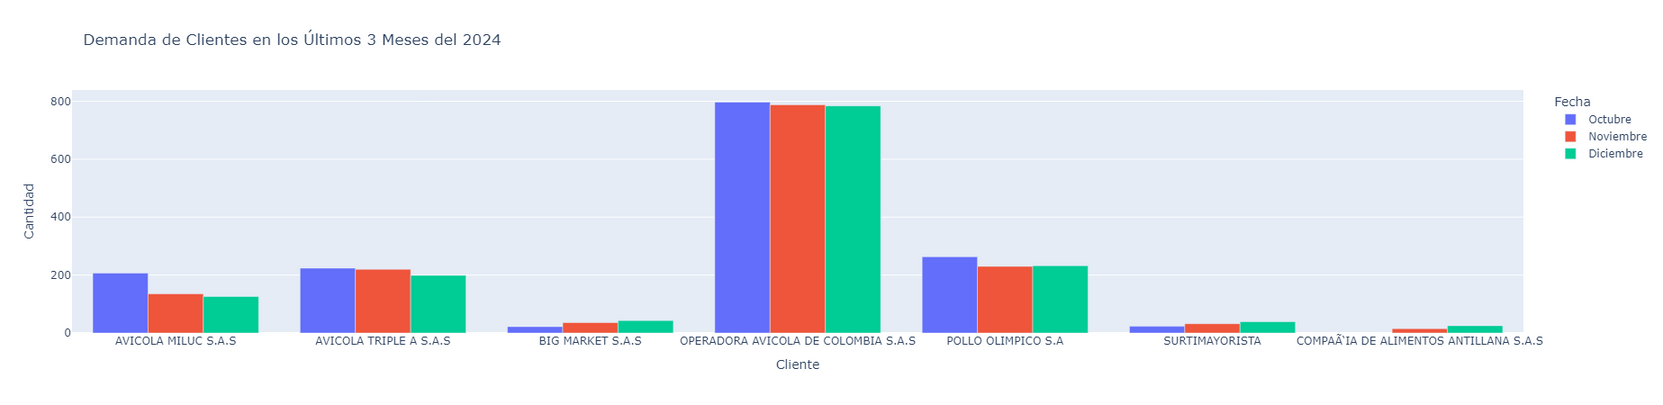 Demanda de Clientes en los Últimos 3 Meses del 2024
Fecha
Octubre
Noviembre
Diciembre
Cantidad
800
600
400
200
0
AVICOLA MILUC S.A.S
AVICOLA TRIPLE A S.A.S
BIG MARKET S.A.S
OPERADORA AVICOLA DE COLOMBIA S.A.S
POLLO OLIMPICO S.A
SURTIMAYORISTA
COMPAÃ‘IA DE ALIMENTOS ANTILLANA S.A.S
Cliente